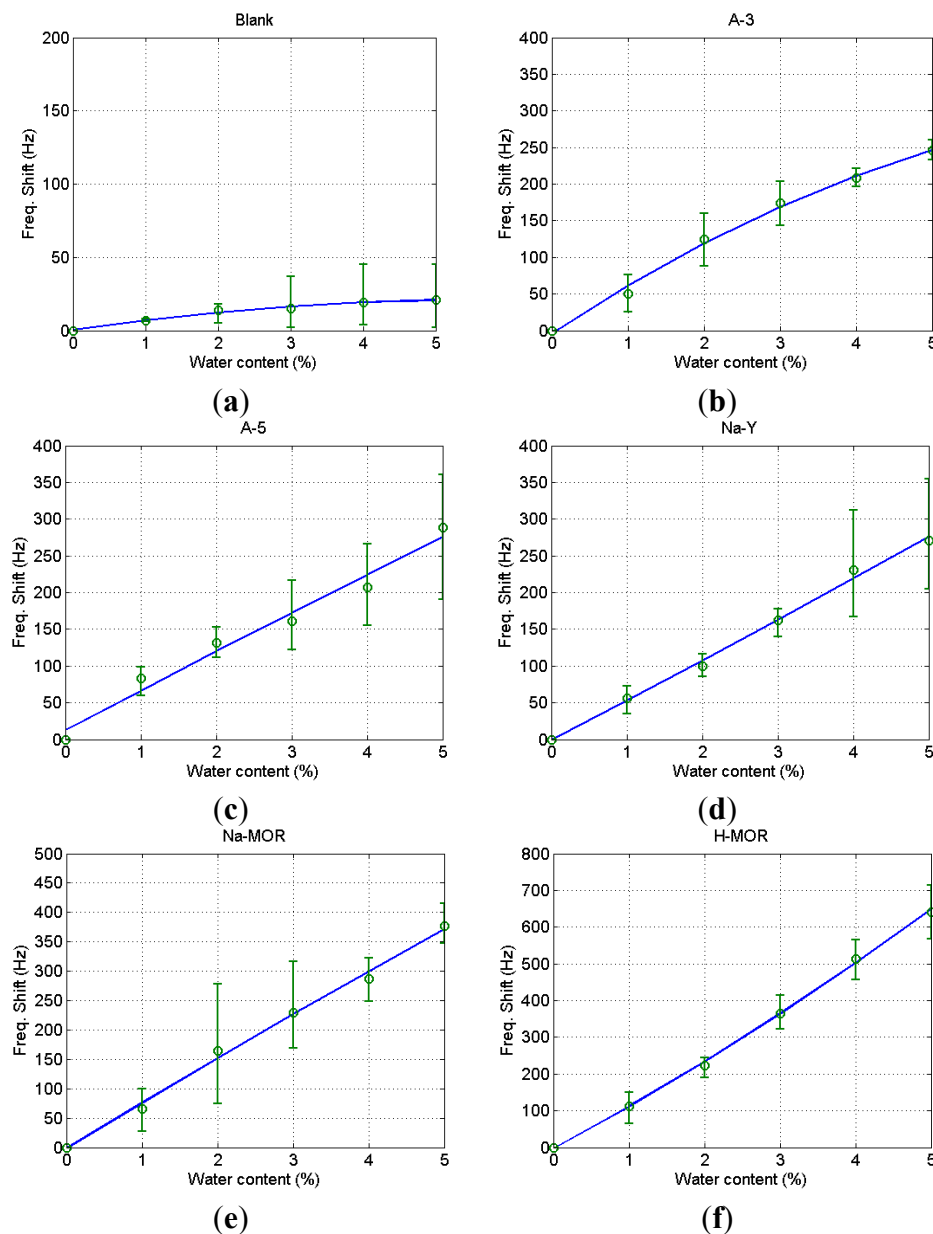 Blank
200
150
100
50
0
Freq. Shift (Hz)
0 1 2 3 4 5
Water content (%)
(a)
A-3
400
350
300
250
200
150
100
50
0
Freq. Shift (Hz)
0 1 2 3 4 5
Water content (%)
(b)
A-5
400
350
300
250
200
150
100
50
0
Freq. Shift (Hz)
0 1 2 3 4 5
Water content (%)
(c)
Na-Y
400
350
300
250
200
150
100
50
0
Freq. Shift (Hz)
0 1 2 3 4 5
Water content (%)
(d)
Na-MOR
500
450
400
350
300
250
200
150
100
50
0
Freq. Shift (Hz)
0 1 2 3 4 5
Water content (%)
(e)
H-MOR
800
700
600
500
400
300
200
100
0
Freq. Shift (Hz)
0 1 2 3 4 5
Water content (%)
(f)